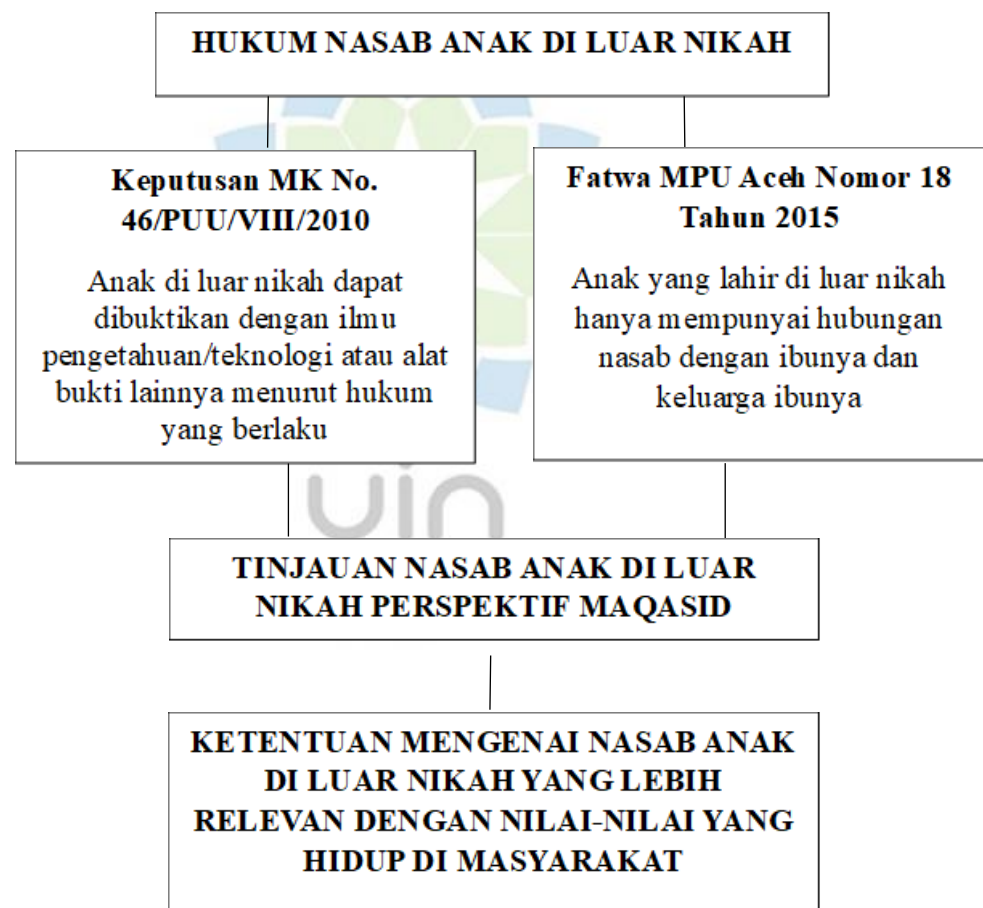 HUKUM NASAB ANAK DI LUAR NIKAH
Keputusan MK No.
46/PUU/VIII/2010
Anak di luar nikah dapat
dibuktikan dengan ilmu
pengetahuan/teknologi atau alat
bukti lainnya menurut hukum
yang berlaku
Fatwa MPU Aceh Nomor 18
Tahun 2015
Anak yang lahir di luar nikah
hanya mempunyai hubungan
nasab dengan ibunya dan
keluarga ibunya
uin
TINJAUAN NASAB ANAK DI LUAR
NIKAH PERSPEKTIF MAQASID
KETENTUAN MENGENAI NASAB ANAK
DI LUAR NIKAH YANG LEBIH
RELEVAN DENGAN NILAI-NILAI YANG
HIDUP DI MASYARAKAT